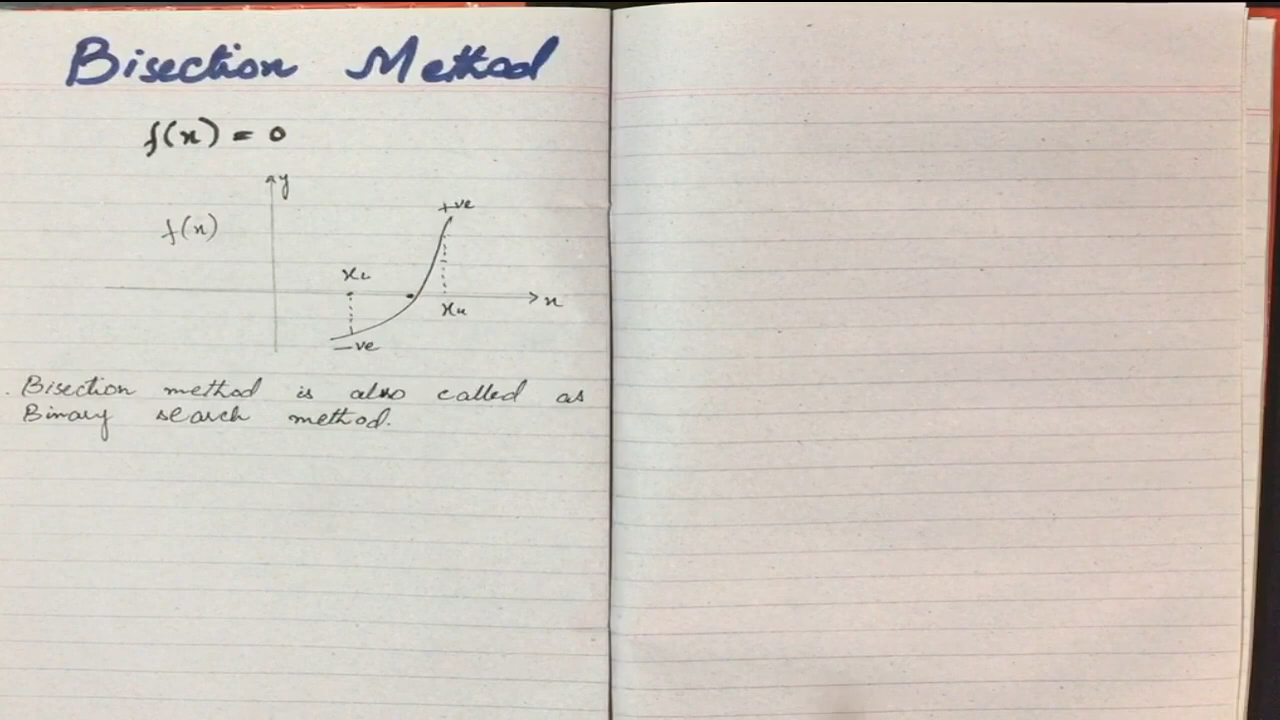 Bisection Method
f(x) = 0
y
+ve
f(x)
xL
x
xu
-ve
. Bisection method is also called as
Binary search method.